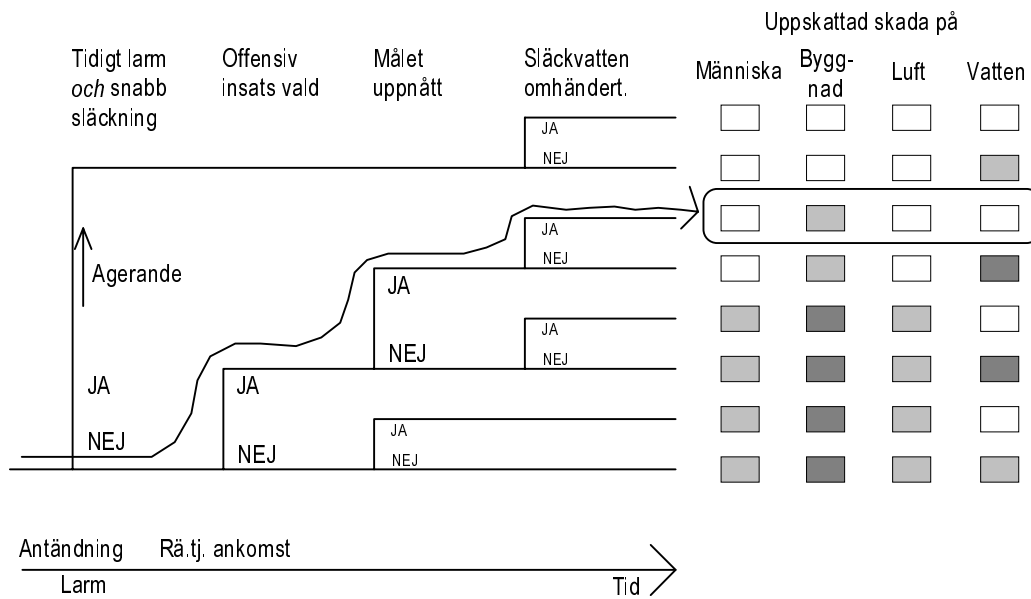 Uppskattad skada på
Tidigt larm
och snabb
släckning
Offensiv
insats vald
Målet
uppnått
Släckvatten
omhändert.
Människa
Bygg-
nad
Luft
Vatten
JA
NEJ
JA
NEJ
Agerande
JA
JA
NEJ
NEJ
JA
JA
NEJ
JA
NEJ
NEJ
JA
NEJ
Antändning
Rä.tj. ankomst
Larm
Tid